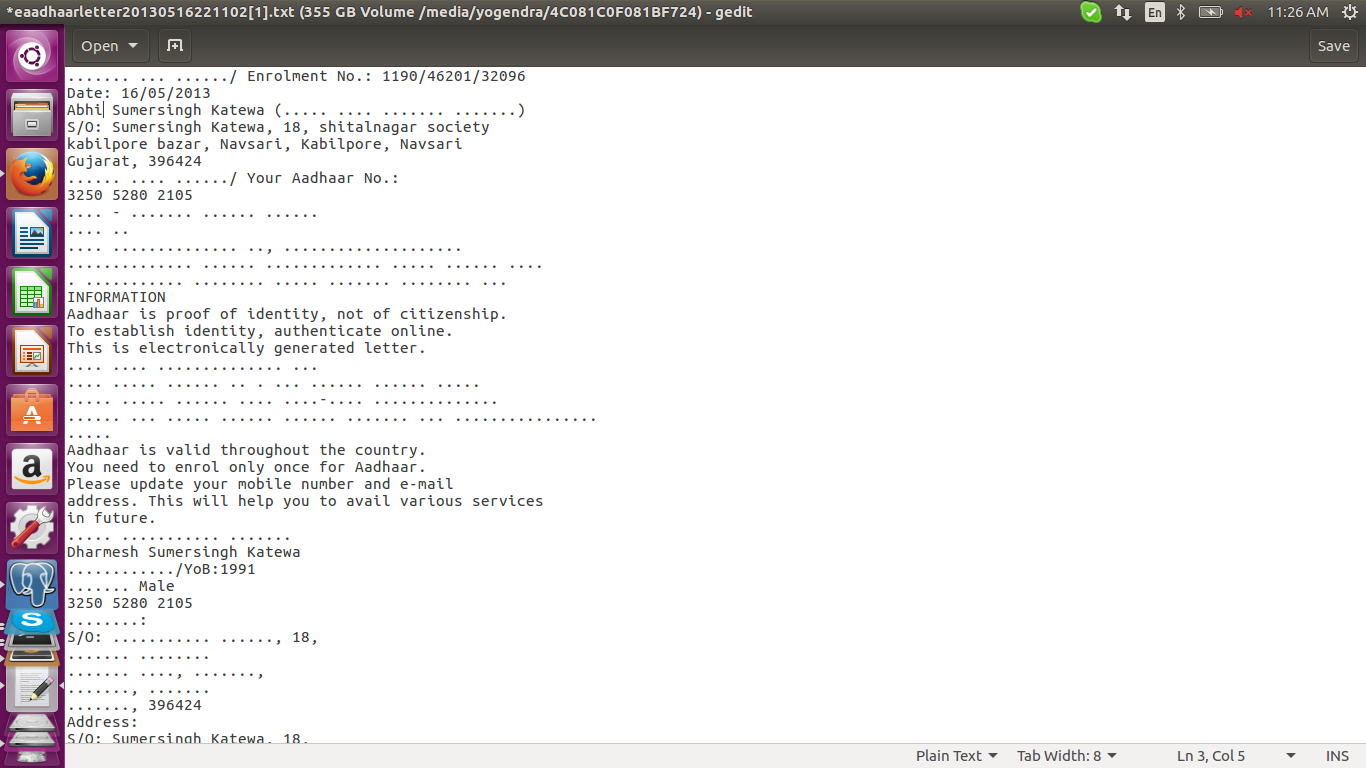 *eaadhaarletter20130516221102[1].txt (355 GB Volume /media/yogendra/4C081C0F081BF724) - gedit
En
11:26 AM
Open
Save
....... ... ....../ Enrolment No.: 1190/46201/32096
Date: 16/05/2013
Abhi Sumersingh Katewa (..... .... ....... .......)
S/O: Sumersingh Katewa, 18, shitalnagar society
kabilpore bazar, Navsari, Kabilpore, Navsari
Gujarat, 396424
...... .... ....../ Your Aadhaar No.:
3250 5280 2105
.... - ....... ...... ......
.... ..
.... .............. .., ....................
.............. ...... ............. ..... ...... ....
. ........... ........ ..... ....... ........ ...
INFORMATION
Aadhaar is proof of identity, not of citizenship.
To establish identity, authenticate online.
This is electronically generated letter.
.... .... .............. ...
.... ..... ...... .. . ... ...... ...... .....
..... ..... ...... .... ....-.... ..............
...... ... ..... ...... ...... ....... ... ................
.....
Aadhaar is valid throughout the country.
You need to enrol only once for Aadhaar.
Please update your mobile number and e-mail
address. This will help you to avail various services
in future.
..... ........... .......
Dharmesh Sumersingh Katewa
............/YoB:1991
....... Male
3250 5280 2105
........:
S/O: ........... ......, 18,
....... ........
....... ...., .......,
......., .......
......., 396424
Address:
S/O: Sumersingh Katewa, 18,
Plain Text
Tab Width: 8
Ln 3, Col 5
INS